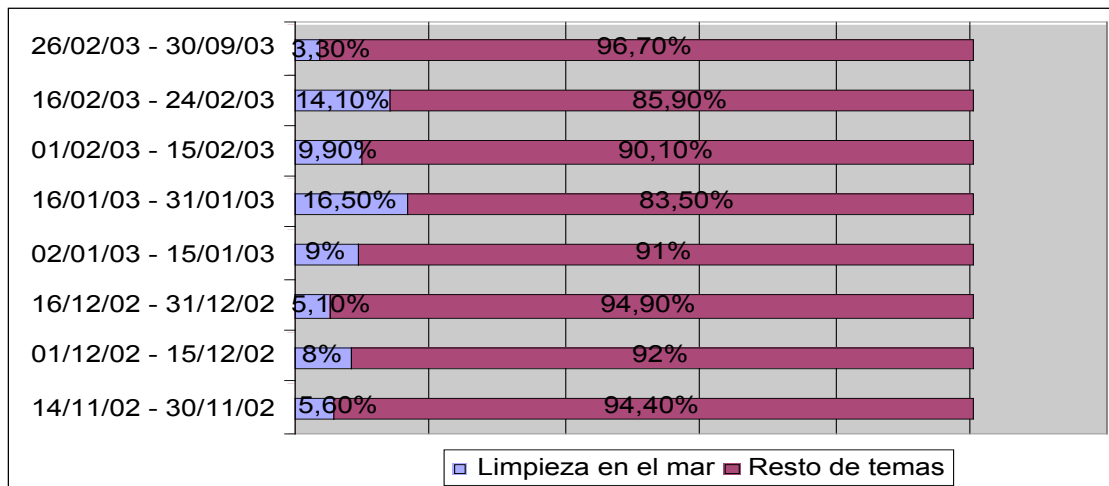 26/02/03 - 30/09/03 3,30% 96,70%
16/02/03 - 24/02/03 14,10% 85,90%
01/02/03 - 15/02/03 9,90% 90,10%
16/01/03 - 31/01/03 16,50% 83,50%
02/01/03 - 15/01/03 9% 91%
16/12/02 - 31/12/02 5,10% 94,90%
01/12/02 - 15/12/02 8% 92%
14/11/02 - 30/11/02 5,60% 94,40%
Limpieza en el mar Resto de temas